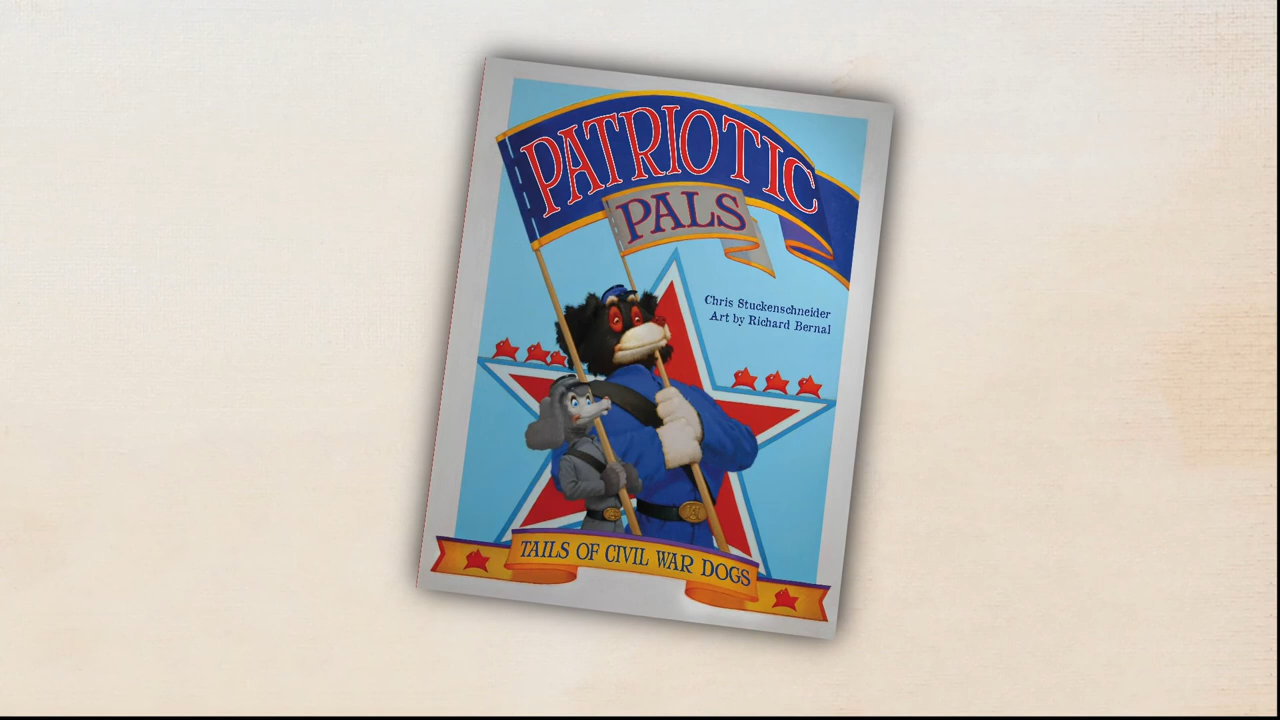 PATRIOTIC
PALS
Chris Stuckenschneider
Art by Richard Bernal
TAILS OF CIVIL WAR DOGS